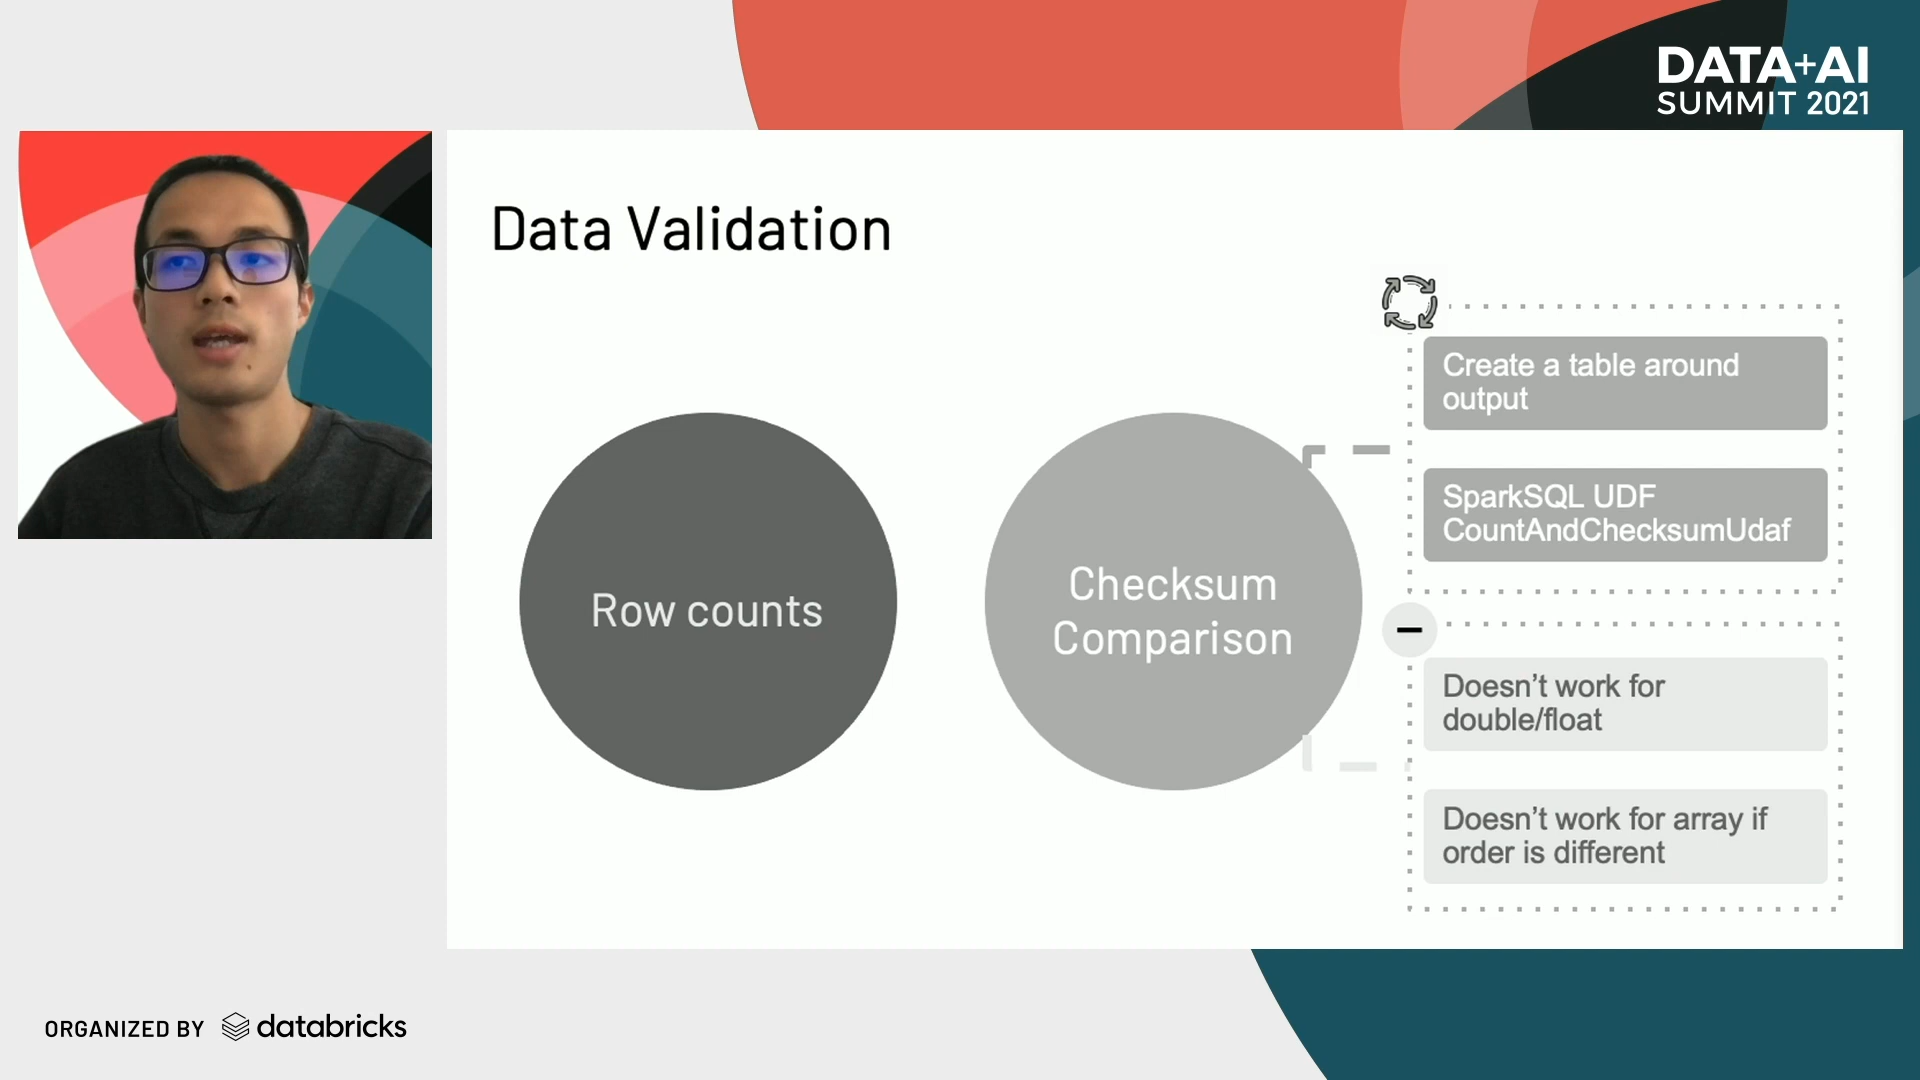 DATA+AI
SUMMIT 2021
Data Validation
Row counts
Checksum
Comparison
Create a table around
output
SparkSQL UDF
CountAndChecksumUdaf
Doesn’t work for
double/float
Doesn’t work for array if
order is different
ORGANIZED BY databricks